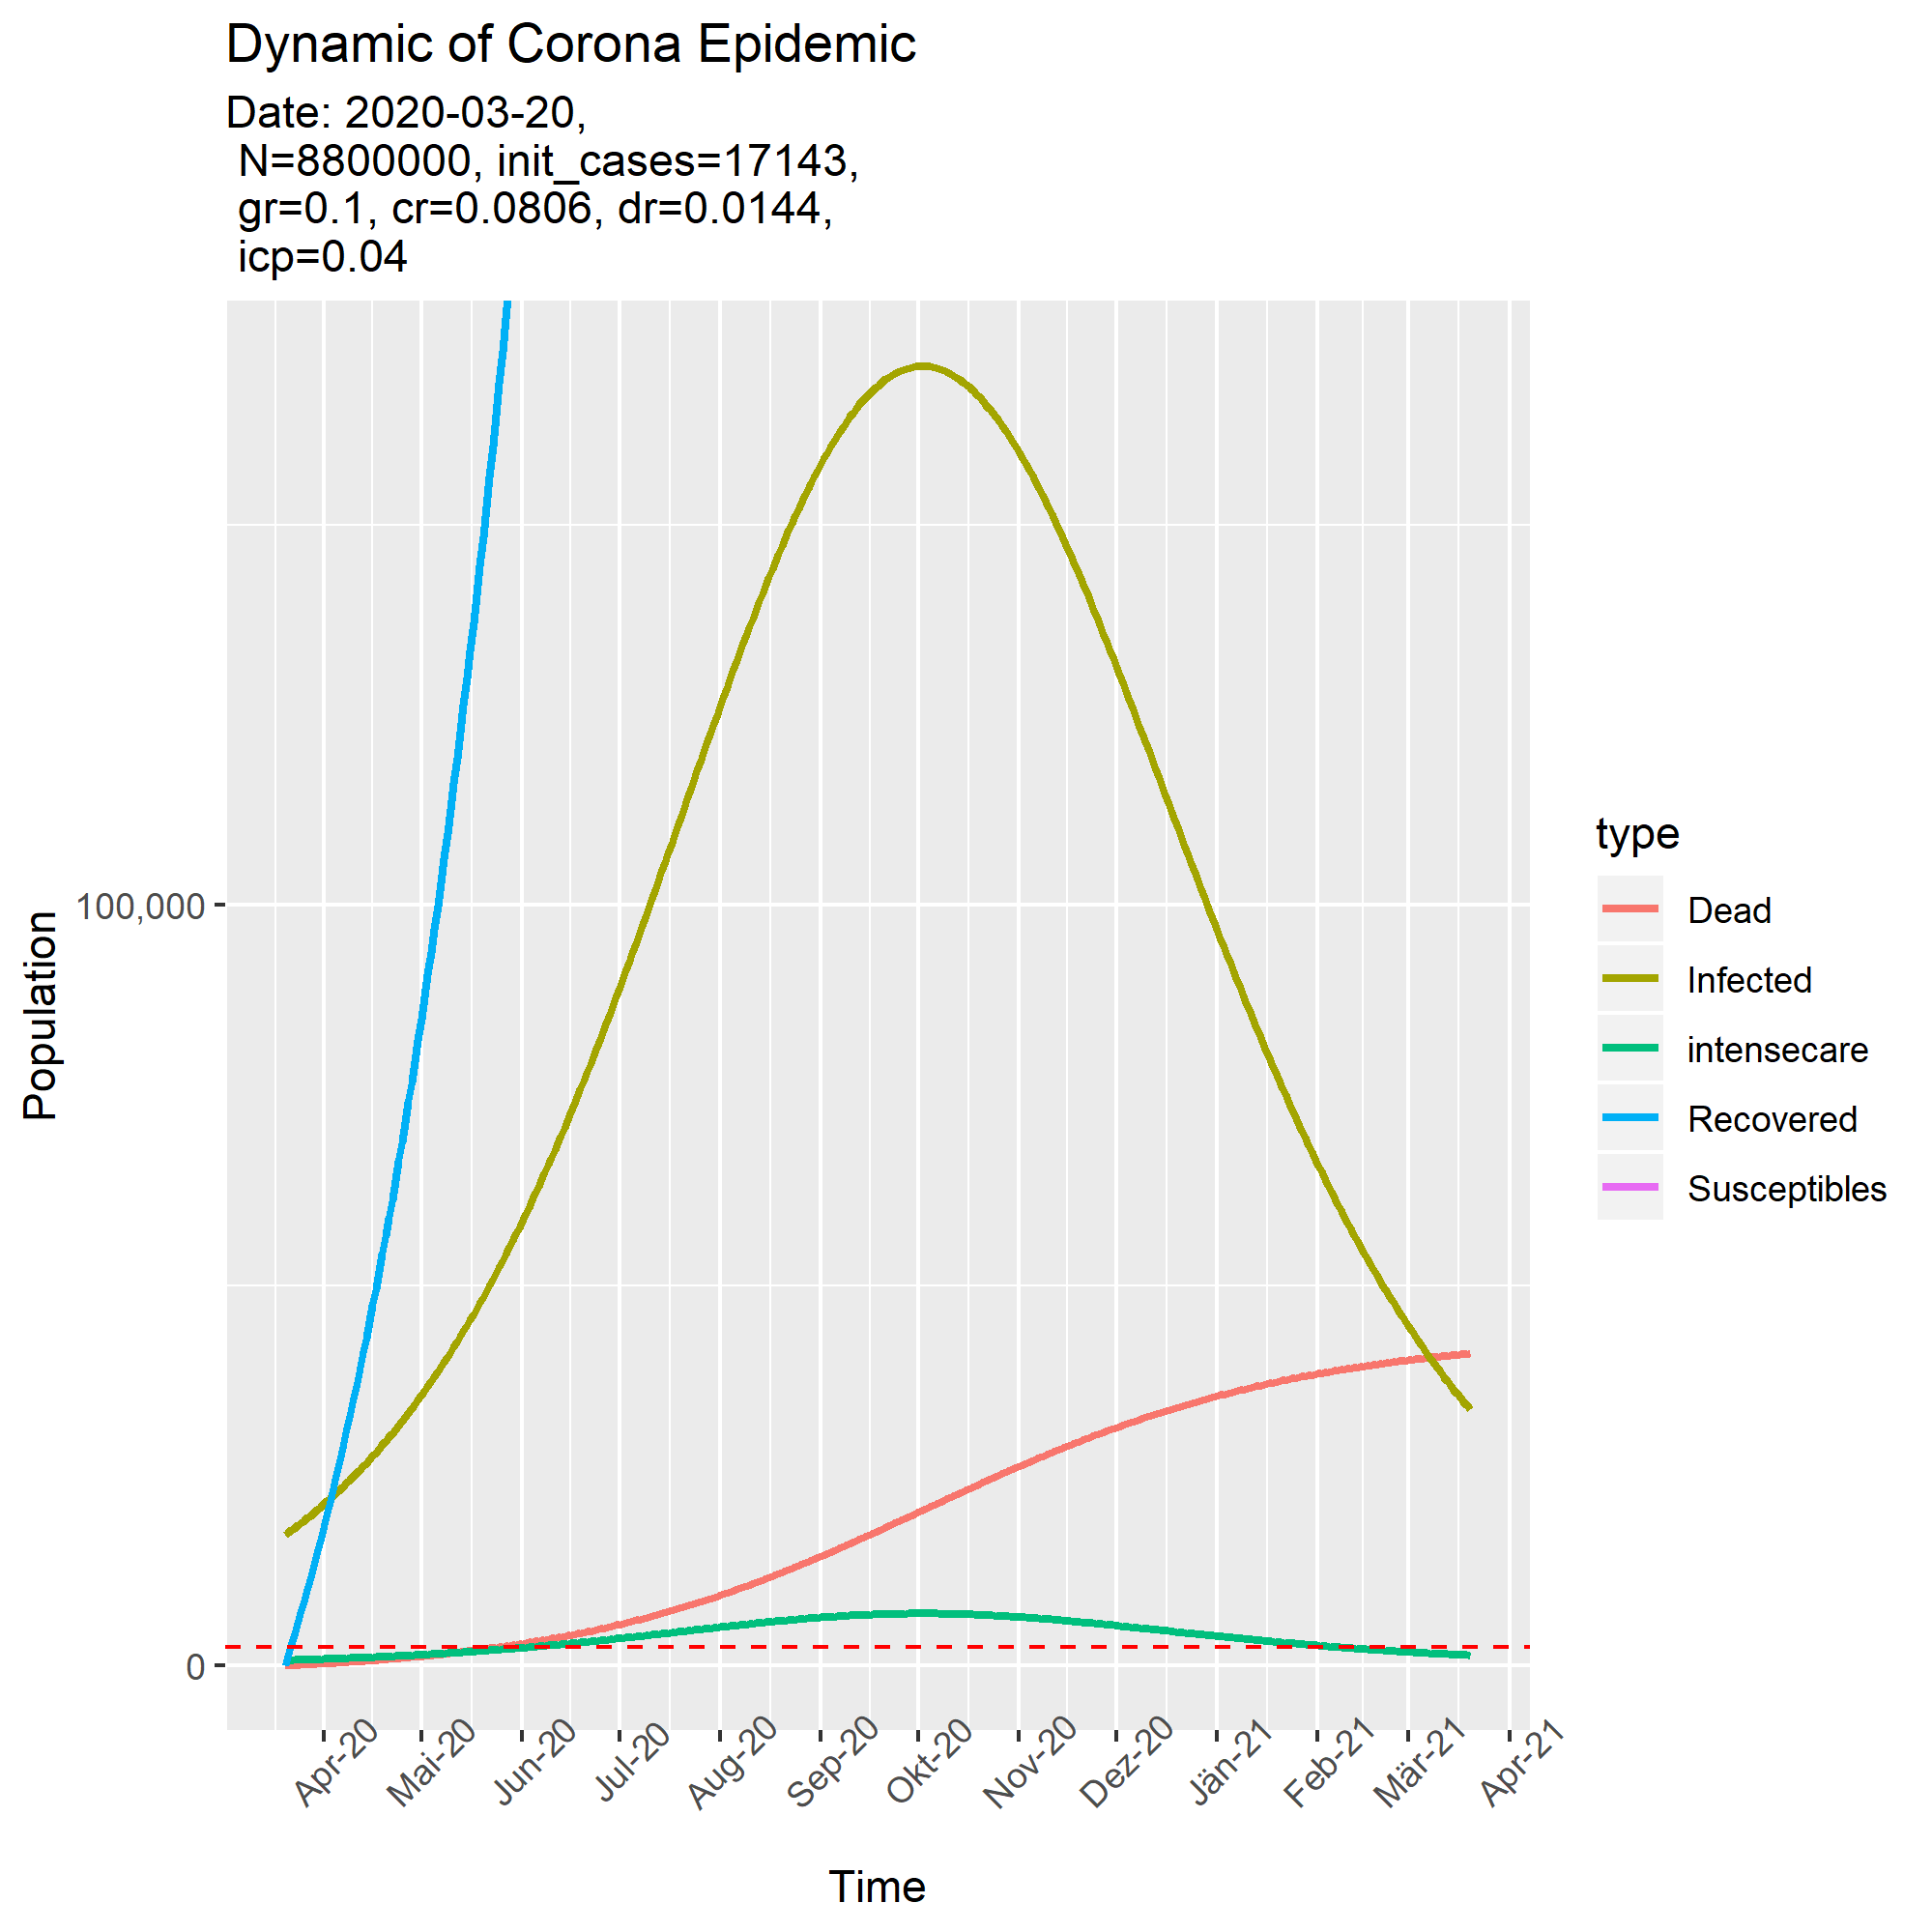 Dynamic of Corona Epidemic
Date: 2020-03-20,
N=8800000, init_cases=17143,
gr=0.1, cr=0.0806, dr=0.0144,
icp=0.04
Population
100,000
0
Apr-20
Mai-20
Jun-20
Jul-20
Aug-20
Sep-20
Okt-20
Nov-20
Dez-20
Jän-21
Feb-21
Mär-21
Apr-21
Time
type
Dead
Infected
intensecare
Recovered
Susceptibles